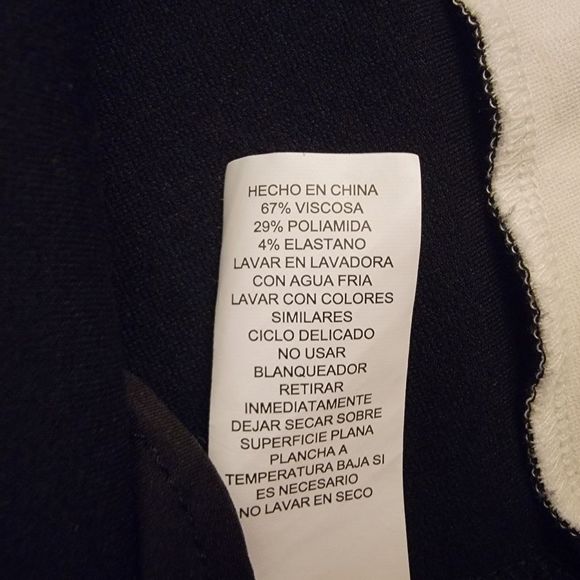 HECHO EN CHINA
67% VISCOSA
29% POLIAMIDA
4% ELASTANO
LAVAR EN LAVADORA
CON AGUA FRIA
LAVAR CON COLORES
SIMILARES
CICLO DELICADO
NO USAR
BLANQUEADOR
RETIRAR
INMEDIATAMENTE
DEJAR SECAR SOBRE
SUPERFICIE PLANA
PLANCHA A
TEMPERATURA BAJA SI
ES NECESARIO
NO LAVAR EN SECO